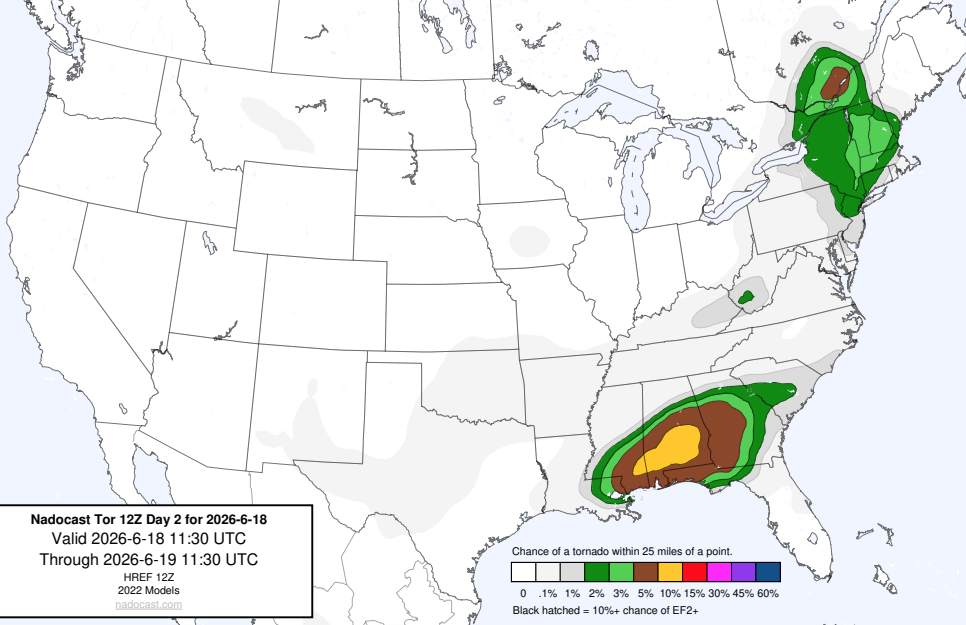 Nadocast Tor 12Z Day 2 for 2026-6-18
Valid 2026-6-18 11:30 UTC
Through 2026-6-19 11:30 UTC
HREF 12Z
2022 Models
nadocast.com
Chance of a tornado within 25 miles of a point.
0 .1% 1% 2% 3% 5% 10% 15% 30% 45% 60%
Black hatched = 10%+ chance of EF2+